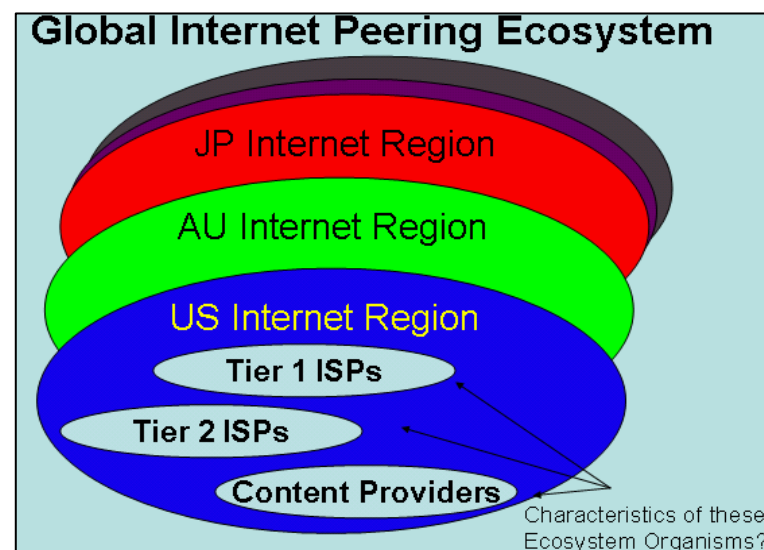 Global Internet Peering Ecosystem
JP Internet Region
AU Internet Region
US Internet Region
Tier 1 ISPs
Tier 2 ISPs
Content Providers
Characteristics of these
Ecosystem Organisms?